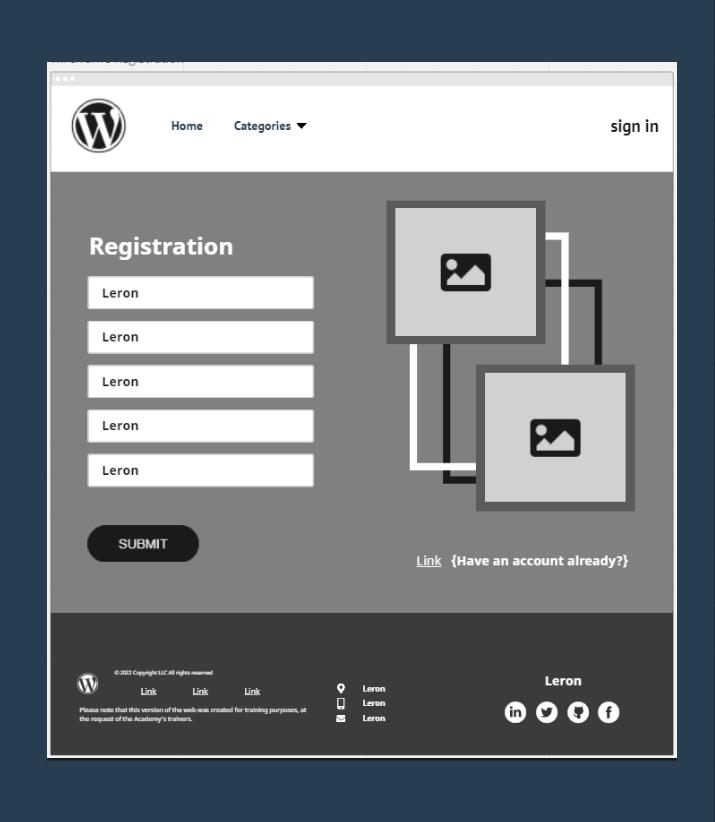 Wireframe Registration
Home
Categories
sign in
Registration
Leron
Leron
Leron
Leron
Leron
SUBMIT
Link {Have an account already?}
© 2022 Copyright LLC All rights reserved
Link Link Link
Please note that this version of the web was created for training purposes, at
the request of the Academy's trainers.
Leron
Leron
Leron
Leron